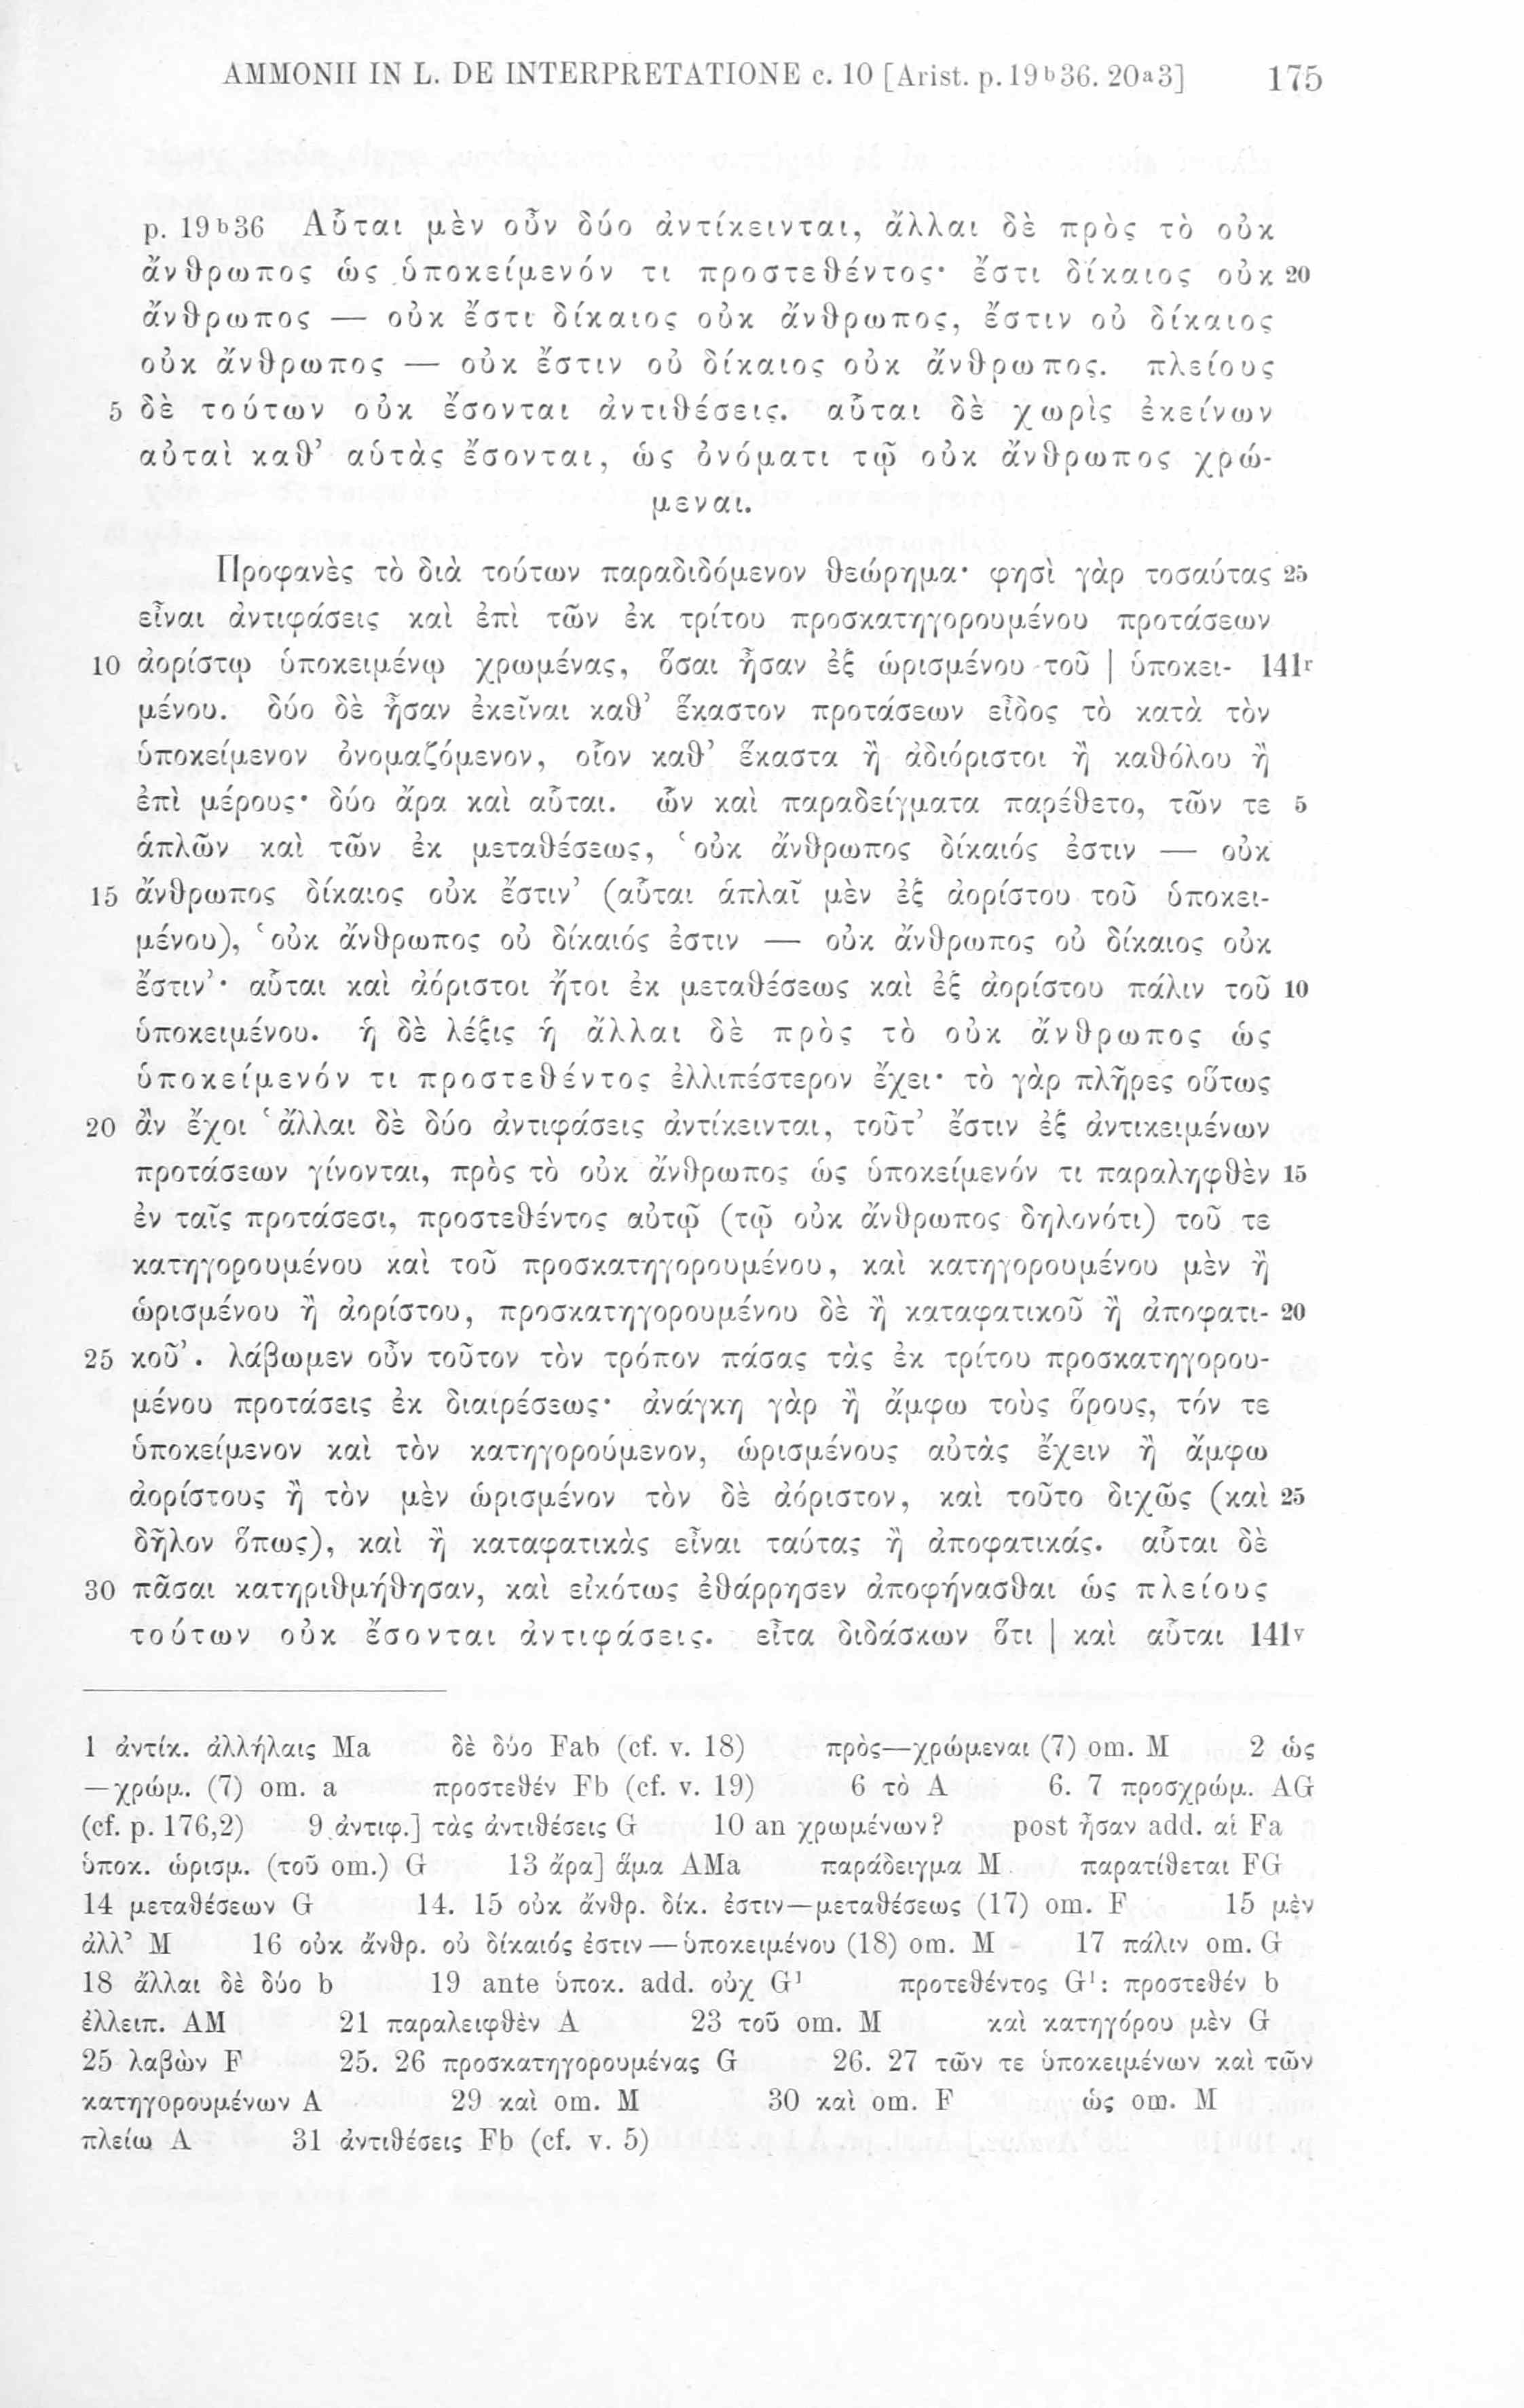 AMMONII IN L. DE INTERPRETATIONE c. 10 [Arist. p. 19ᵇ36. 20ᵃ3] 175
p. 19ᵇ36 Αὗται μὲν οὖν δύο ἀντίκεινται, ἄλλαι δὲ πρὸς τὸ οὐκ
ἄνθρωπος ὡς ὑποκείμενόν τι προστεθέντος· ἔστι δίκαιος οὐκ 20
ἄνθρωπος — οὐκ ἔστι δίκαιος οὐκ ἄνθρωπος, ἔστιν οὐ δίκαιος
οὐκ ἄνθρωπος — οὐκ ἔστιν οὐ δίκαιος οὐκ ἄνθρωπος. πλείους
5 δὲ τούτων οὐκ ἔσονται ἀντιθέσεις. αὗται δὲ χωρὶς ἐκείνων
αὐταὶ καθ’ αὑτὰς ἔσονται, ὡς ὀνόματι τῷ οὐκ ἄνθρωπος χρώ-
μεναι.
Προφανὲς τὸ διὰ τούτων παραδιδόμενον θεώρημα· φησὶ γὰρ τοσαύτας 25
εἶναι ἀντιφάσεις καὶ ἐπὶ τῶν ἐκ τρίτου προσκατηγορουμένου προτάσεων
10 ἀορίστῳ ὑποκειμένῳ χρωμένας, ὅσαι ἦσαν ἐξ ὡρισμένου τοῦ | ὑποκει- 141ʳ
μένου. δύο δὲ ἦσαν ἐκεῖναι καθ’ ἕκαστον προτάσεων εἶδος τὸ κατὰ τὸν
ὑποκείμενον ὀνομαζόμενον, οἷον καθ’ ἕκαστα ἢ ἀδιόριστοι ἢ καθόλου ἢ
ἐπὶ μέρους· δύο ἄρα καὶ αὗται. ὧν καὶ παραδείγματα παρέθετο, τῶν τε 5
ἁπλῶν καὶ τῶν ἐκ μεταθέσεως, ‘οὐκ ἄνθρωπος δίκαιός ἐστιν — οὐκ
15 ἄνθρωπος δίκαιος οὐκ ἔστιν’ (αὗται ἁπλαῖ μὲν ἐξ ἀορίστου τοῦ ὑποκει-
μένου), ‘οὐκ ἄνθρωπος οὐ δίκαιός ἐστιν — οὐκ ἄνθρωπος οὐ δίκαιος οὐκ
ἔστιν’· αὗται καὶ ἀόριστοι ἤτοι ἐκ μεταθέσεως καὶ ἐξ ἀορίστου πάλιν τοῦ 10
ὑποκειμένου. ἡ δὲ λέξις ἡ ἄλλαι δὲ πρὸς τὸ οὐκ ἄνθρωπος ὡς
ὑποκείμενόν τι προστεθέντος ἐλλιπέστερον ἔχει· τὸ γὰρ πλῆρες οὕτως
20 ἂν ἔχοι ‘ἄλλαι δὲ δύο ἀντιφάσεις ἀντίκεινται, τοῦτ’ ἔστιν ἐξ ἀντικειμένων
προτάσεων γίνονται, πρὸς τὸ οὐκ ἄνθρωπος ὡς ὑποκείμενόν τι παραληφθὲν 15
ἐν ταῖς προτάσεσι, προστεθέντος αὐτῷ (τῷ οὐκ ἄνθρωπος δηλονότι) τοῦ τε
κατηγορουμένου καὶ τοῦ προσκατηγορουμένου, καὶ κατηγορουμένου μὲν ἢ
ὡρισμένου ἢ ἀορίστου, προσκατηγορουμένου δὲ ἢ καταφατικοῦ ἢ ἀποφατι- 20
25 κοῦ’. λάβωμεν οὖν τοῦτον τὸν τρόπον πάσας τὰς ἐκ τρίτου προσκατηγορου-
μένου προτάσεις ἐκ διαιρέσεως· ἀνάγκη γὰρ ἢ ἄμφω τοὺς ὅρους, τόν τε
ὑποκείμενον καὶ τὸν κατηγορούμενον, ὡρισμένους αὐτὰς ἔχειν ἢ ἄμφω
ἀορίστους ἢ τὸν μὲν ὡρισμένον τὸν δὲ ἀόριστον, καὶ τοῦτο διχῶς (καὶ 25
δῆλον ὅπως), καὶ ἢ καταφατικὰς εἶναι ταύτας ἢ ἀποφατικάς. αὗται δὲ
30 πᾶσαι κατηριθμήθησαν, καὶ εἰκότως ἐθάρρησεν ἀποφήνασθαι ὡς πλείους
τούτων οὐκ ἔσονται ἀντιφάσεις. εἶτα διδάσκων ὅτι | καὶ αὗται 141ᵛ
1 ἀντίκ. ἀλλήλαις Ma δὲ δύο Fab (cf. v. 18) πρὸς—χρώμεναι (7) om. M 2 ὡς
—χρώμ. (7) om. a προστεθέν Fb (cf. v. 19) 6 τὸ A 6. 7 προσχρώμ. AG
(cf. p. 176,2) 9 ἀντιφ.] τὰς ἀντιθέσεις G 10 an χρωμένων? post ἦσαν add. αἱ Fa
ὑποκ. ὡρισμ. (τοῦ om.) G 13 ἄρα] ἅμα AMa παράδειγμα M παρατίθεται FG
14 μεταθέσεων G 14. 15 οὐκ ἄνθρ. δίκ. ἐστιν—μεταθέσεως (17) om. F 15 μὲν
ἀλλ’ M 16 οὐκ ἄνθρ. οὐ δίκαιός ἐστιν—ὑποκειμένου (18) om. M 17 πάλιν om. G
18 ἄλλαι δὲ δύο b 19 ante ὑποκ. add. οὐχ G¹ προτεθέντος G¹: προστεθέν b
ἐλλειπ. AM 21 παραλειφθὲν A 23 τοῦ om. M καὶ κατηγόρου μὲν G
25 λαβὼν F 25. 26 προσκατηγορουμένας G 26. 27 τῶν τε ὑποκειμένων καὶ τῶν
κατηγορουμένων A 29 καὶ om. M 30 καὶ om. F ὡς om. M
πλείω A 31 ἀντιθέσεις Fb (cf. v. 5)